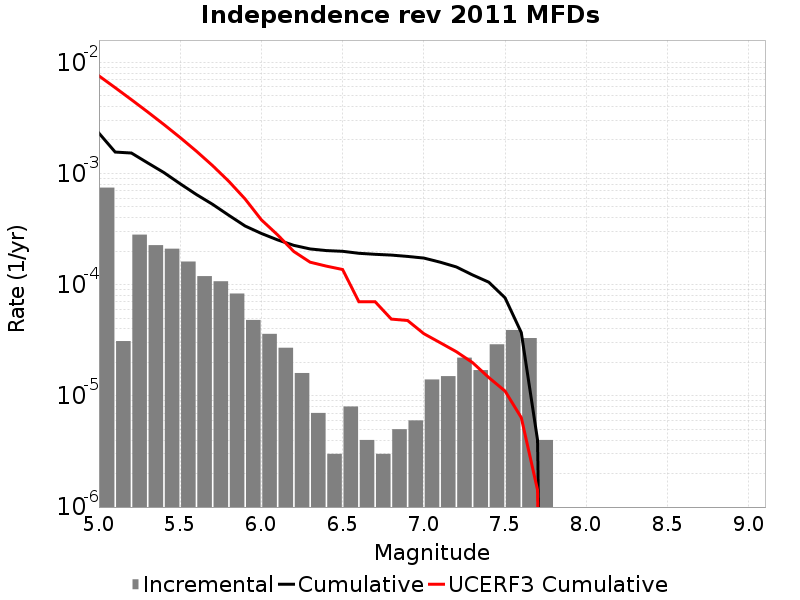 Independence rev 2011 MFDs
10-2
10-3
10-4
10-5
10-6
Rate (1/yr)
5.0 5.5 6.0 6.5 7.0 7.5 8.0 8.5 9.0
Magnitude
Incremental Cumulative UCERF3 Cumulative